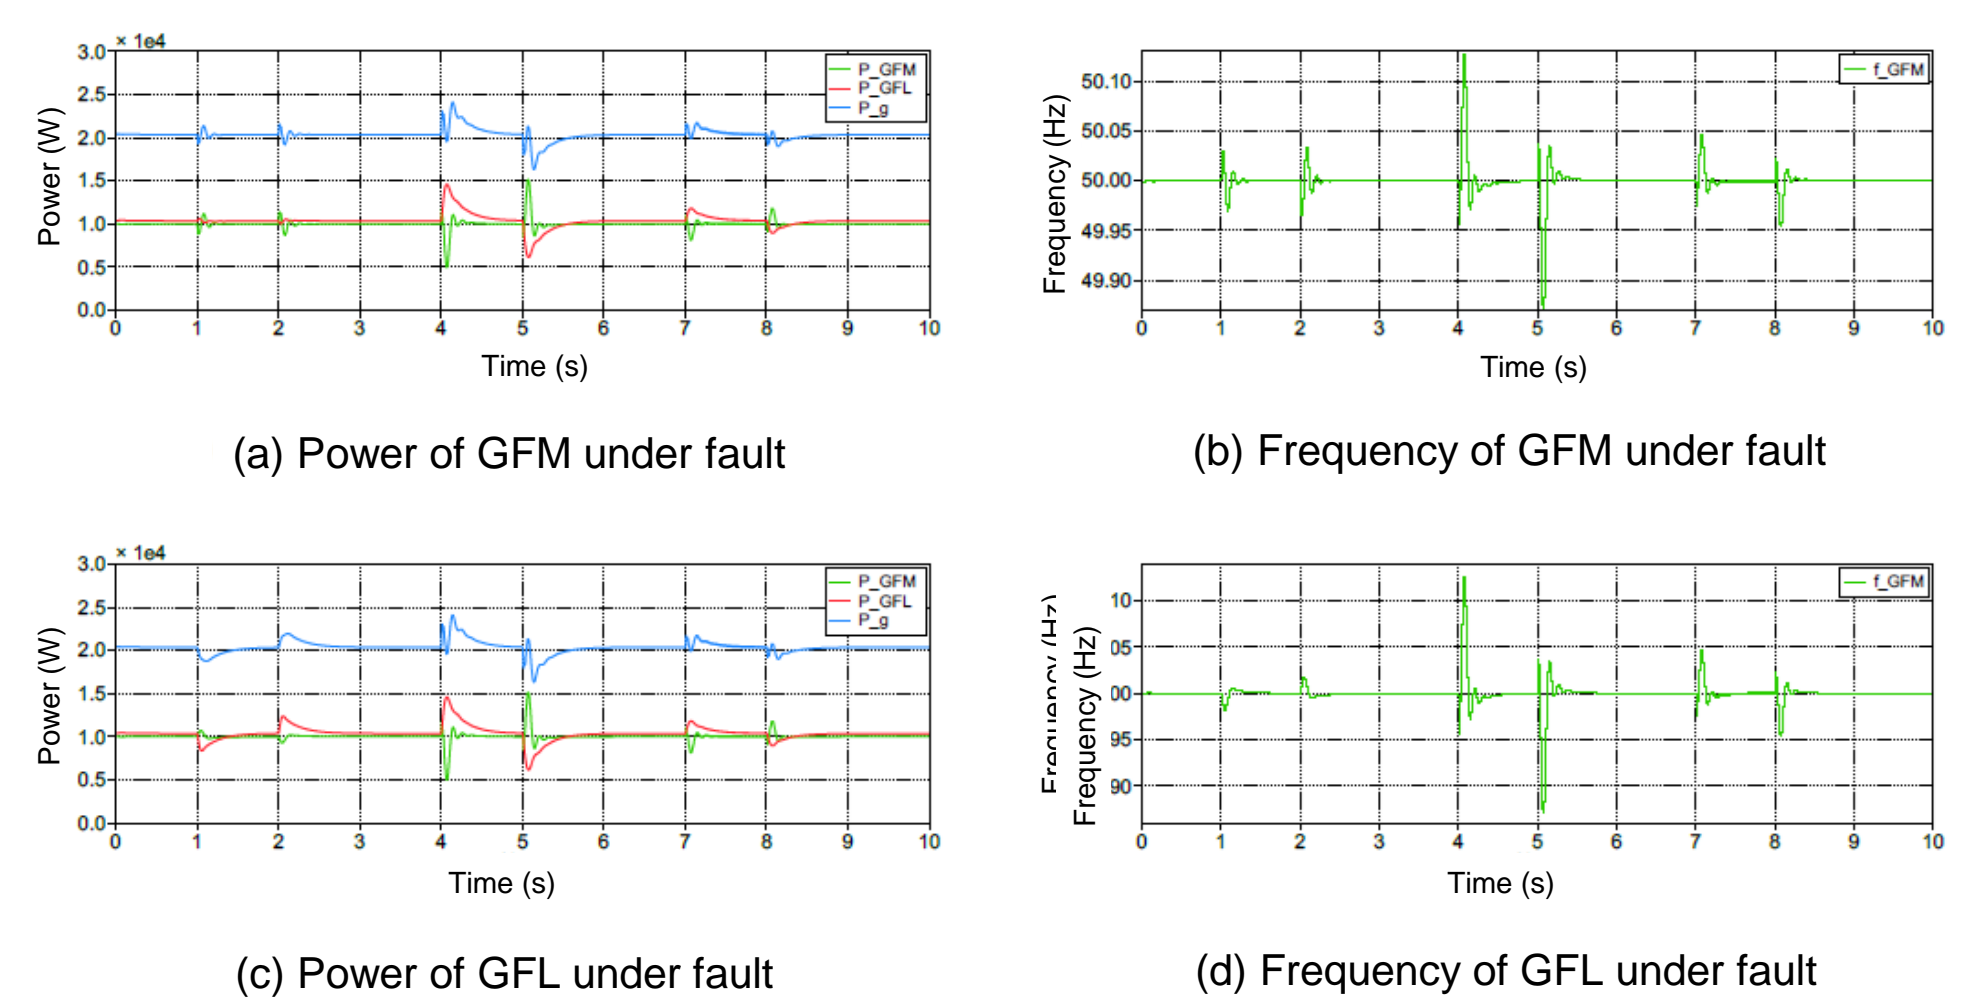 × 1e4
3.0
2.5
2.0
1.5
1.0
0.5
0.0
Power (W)
P_GFM
P_GFL
P_g
0 1 2 3 4 5 6 7 8 9 10
Time (s)
(a) Power of GFM under fault
50.10
50.05
50.00
49.95
49.90
Frequency (Hz)
f_GFM
0 1 2 3 4 5 6 7 8 9 10
Time (s)
(b) Frequency of GFM under fault
× 1e4
3.0
2.5
2.0
1.5
1.0
0.5
0.0
Power (W)
P_GFM
P_GFL
P_g
0 1 2 3 4 5 6 7 8 9 10
Time (s)
(c) Power of GFL under fault
10
05
00
95
90
Frequency (Hz)
Frequency (Hz)
f_GFM
0 1 2 3 4 5 6 7 8 9 10
Time (s)
(d) Frequency of GFL under fault